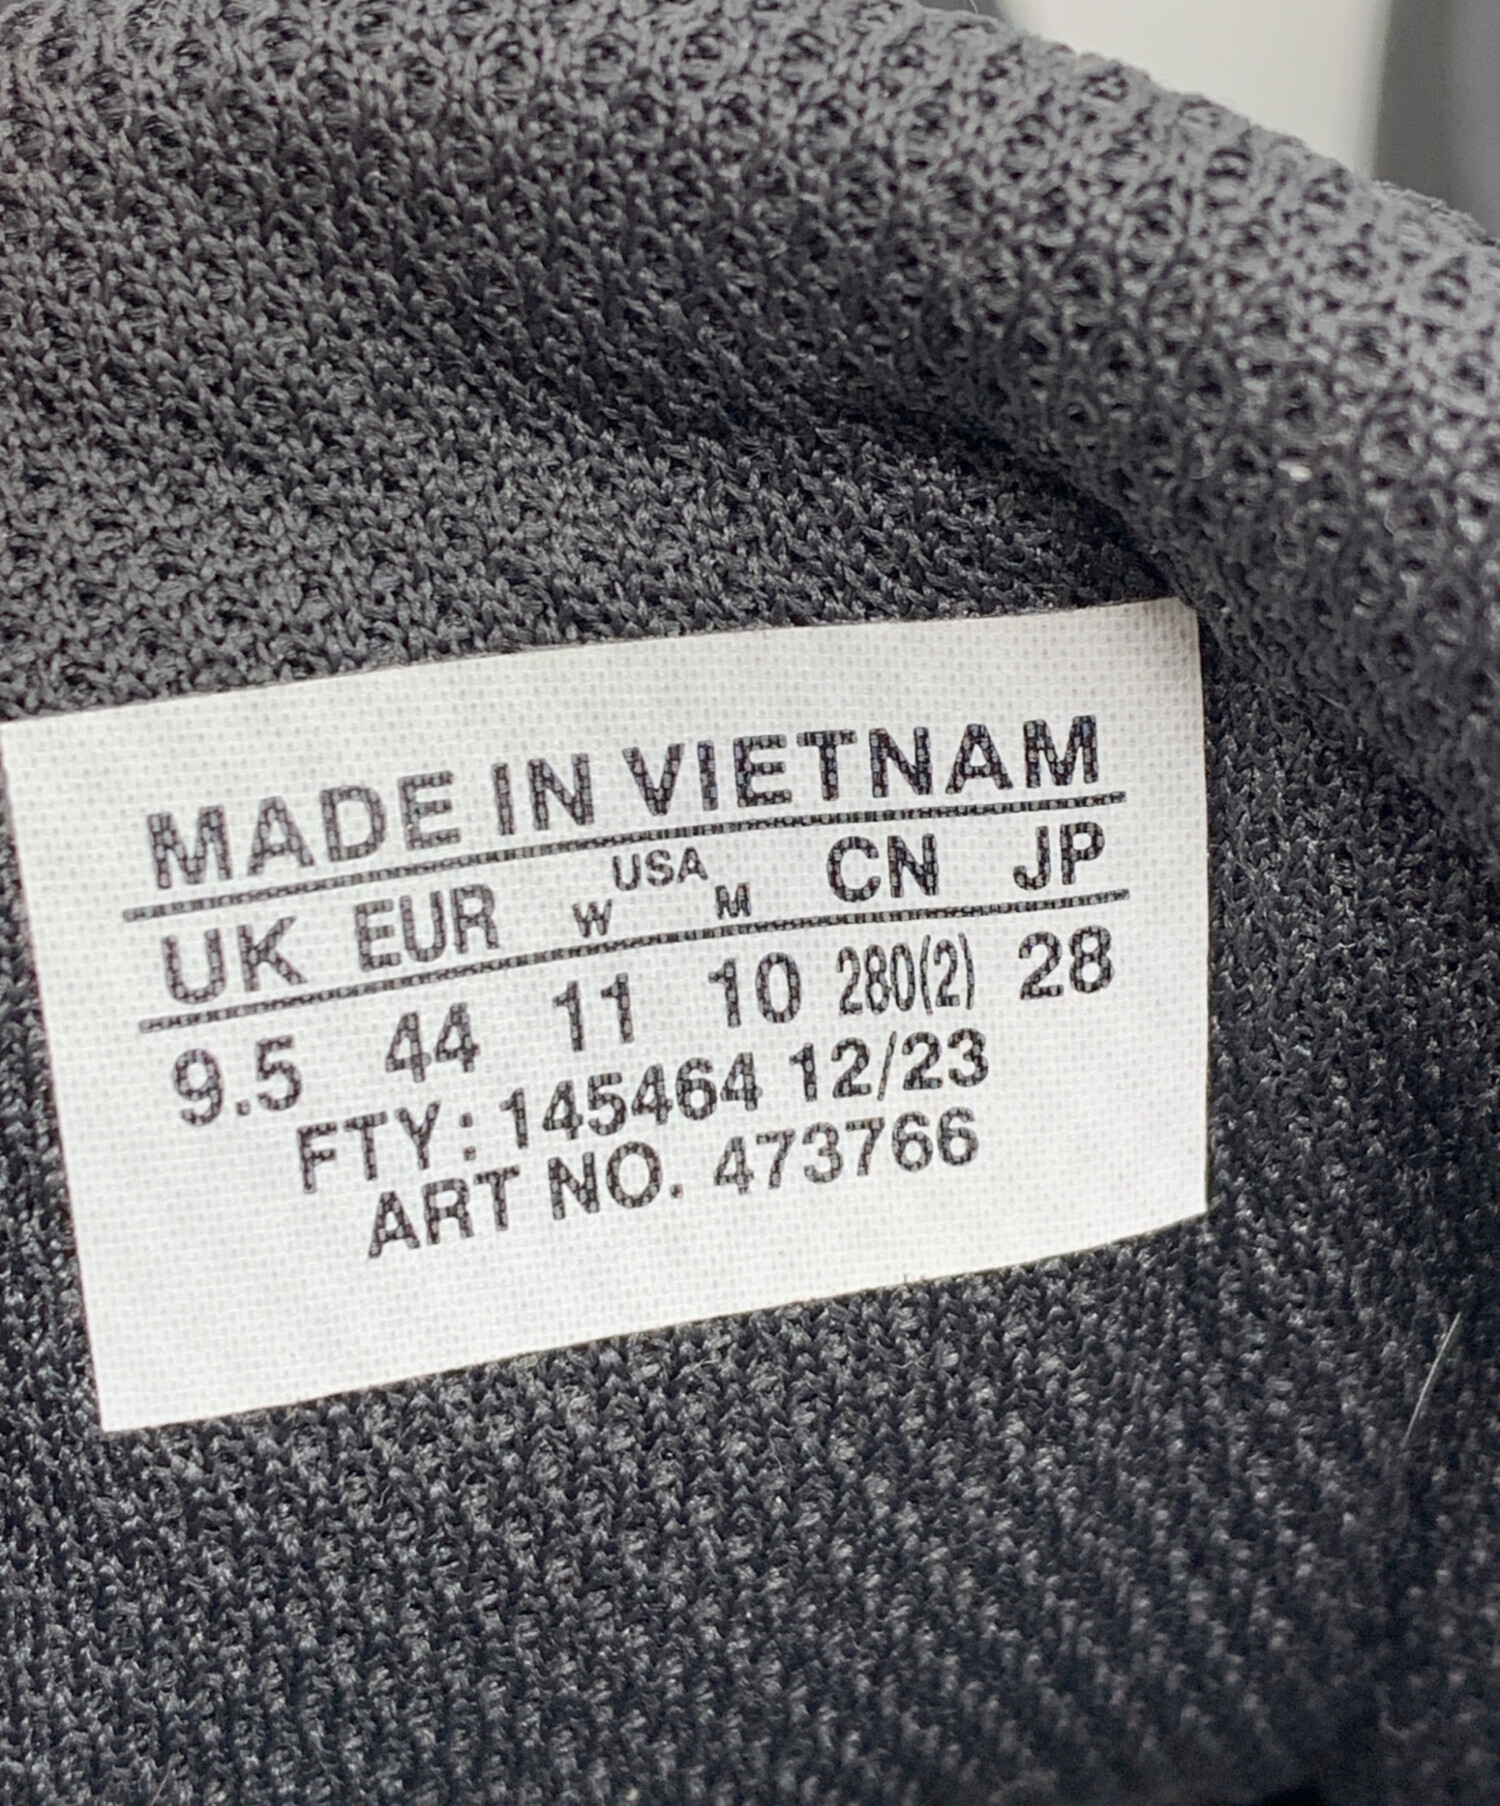 MADE IN VIETNAM
UK EUR USA W M CN JP
9.5 44 11 10 280(2) 28
FTY: 145464 12/23
ART NO. 473766